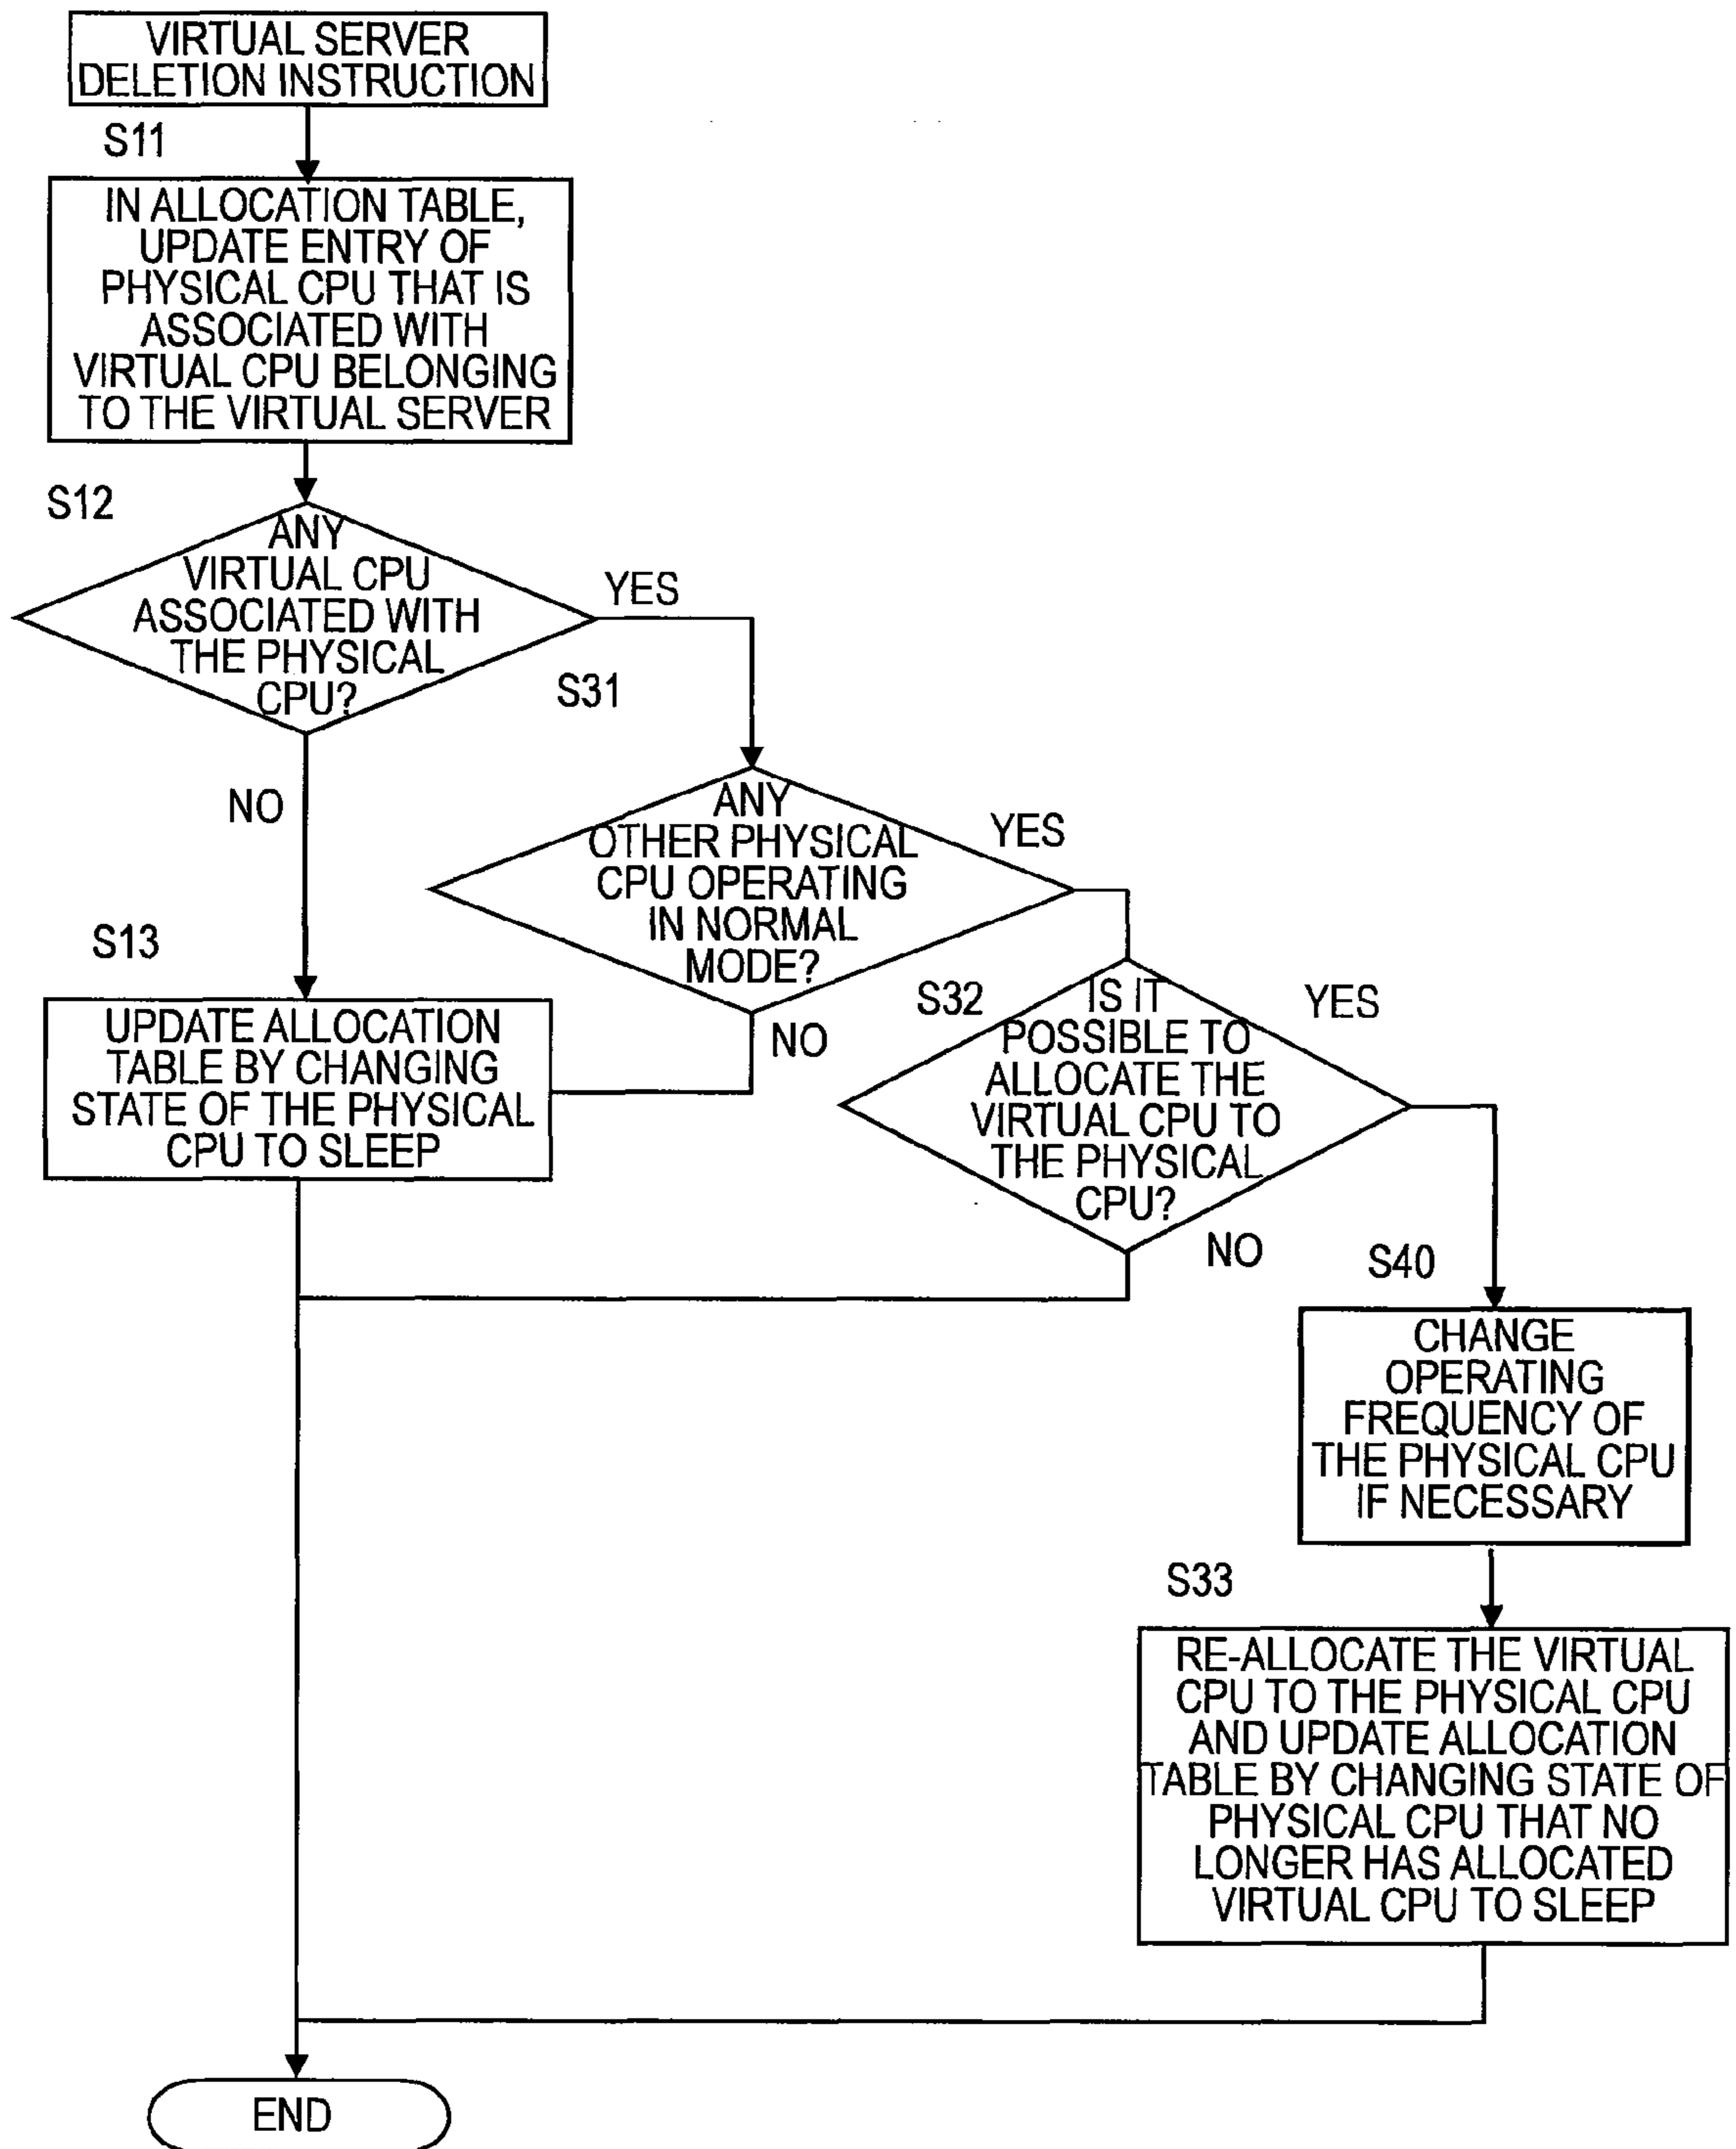 VIRTUAL SERVER
DELETION INSTRUCTION
S11
IN ALLOCATION TABLE,
UPDATE ENTRY OF
PHYSICAL CPU THAT IS
ASSOCIATED WITH
VIRTUAL CPU BELONGING
TO THE VIRTUAL SERVER
S12
ANY
VIRTUAL CPU
ASSOCIATED WITH
THE PHYSICAL
CPU?
YES
NO
S31
ANY
OTHER PHYSICAL
CPU OPERATING
IN NORMAL
MODE?
YES
NO
S13
UPDATE ALLOCATION
TABLE BY CHANGING
STATE OF THE PHYSICAL
CPU TO SLEEP
S32
IS IT
POSSIBLE TO
ALLOCATE THE
VIRTUAL CPU TO
THE PHYSICAL
CPU?
YES
NO
S40
CHANGE
OPERATING
FREQUENCY OF
THE PHYSICAL CPU
IF NECESSARY
S33
RE-ALLOCATE THE VIRTUAL
CPU TO THE PHYSICAL CPU
AND UPDATE ALLOCATION
TABLE BY CHANGING STATE OF
PHYSICAL CPU THAT NO
LONGER HAS ALLOCATED
VIRTUAL CPU TO SLEEP
END